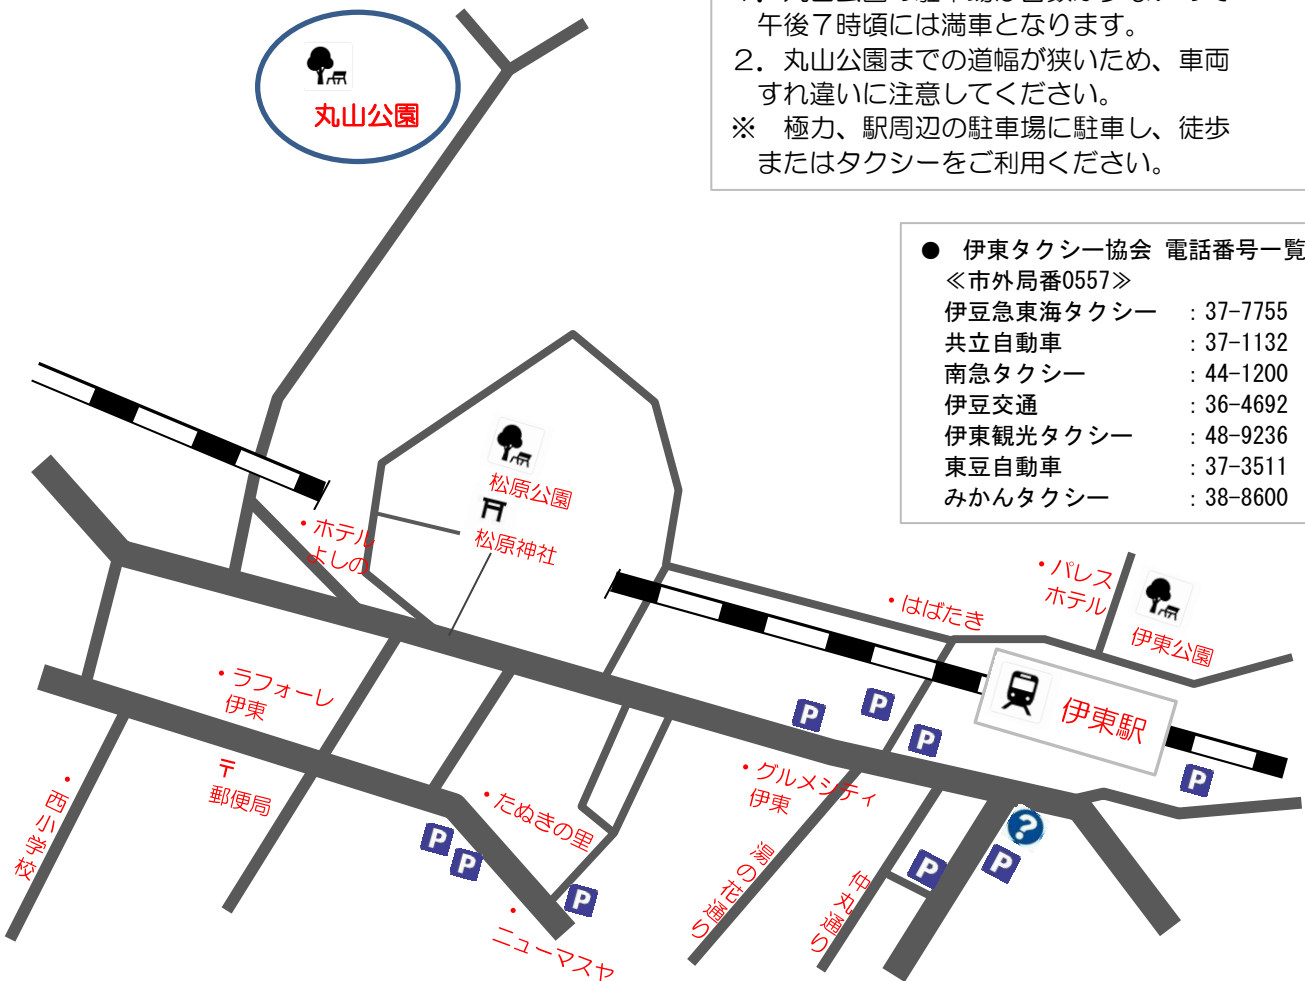 午後7時頃には満車となります。
2．丸山公園までの道幅が狭いため、車両
すれ違いに注意してください。
※　極力、駅周辺の駐車場に駐車し、徒歩
またはタクシーをご利用ください。
丸山公園
●　伊東タクシー協会 電話番号一覧
≪市外局番0557≫
伊豆急東海タクシー　：37-7755
共立自動車　：37-1132
南急タクシー　：44-1200
伊豆交通　：36-4692
伊東観光タクシー　：48-9236
東豆自動車　：37-3511
みかんタクシー　：38-8600
松原公園
松原神社
・ホテル
よしの
・パレス
ホテル
伊東公園
・はばたき
伊東駅
・ラフォーレ
伊東
〒
郵便局
・西小学校
・たぬきの里
・グルメシティ
伊東
湯の花通り
仲丸通り
・
ニューマスヤ
P
P
P
P
P
P
P
P
P
?